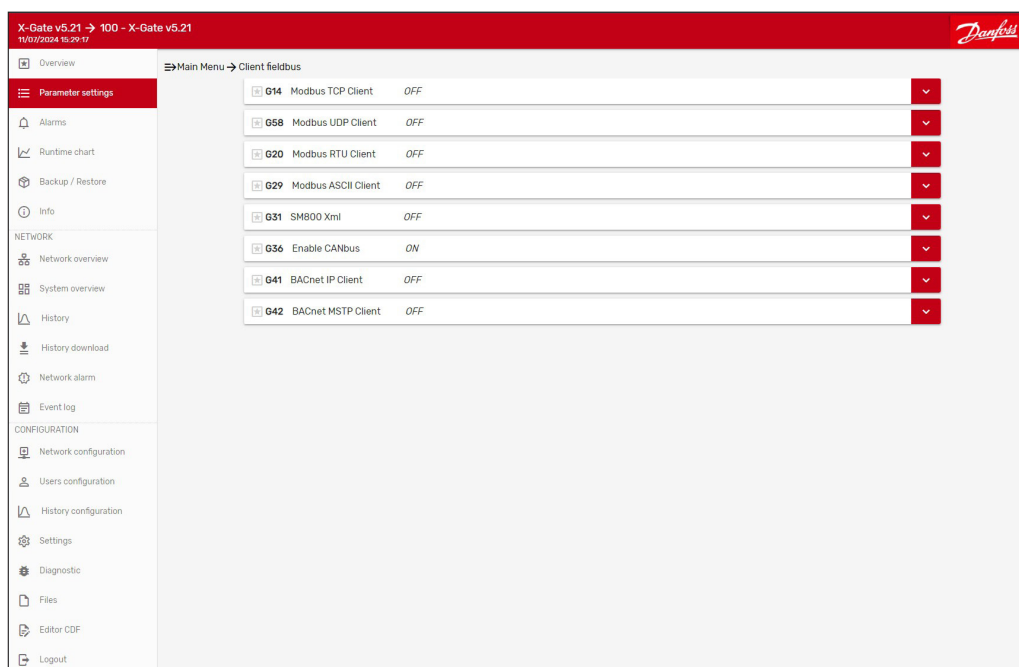 X-Gate v5.21 → 100 - X-Gate v5.21
11/07/2024 15:29:17
Danfoss
Overview
Parameter settings
Alarms
Runtime chart
Backup / Restore
Info
NETWORK
Network overview
System overview
History
History download
Network alarm
Event log
CONFIGURATION
Network configuration
Users configuration
History configuration
Settings
Diagnostic
Files
Editor CDF
Logout
Main Menu → Client fieldbus
G14 Modbus TCP Client OFF
G58 Modbus UDP Client OFF
G20 Modbus RTU Client OFF
G29 Modbus ASCII Client OFF
G31 SM800 Xml OFF
G36 Enable CANbus ON
G41 BACnet IP Client OFF
G42 BACnet MSTP Client OFF